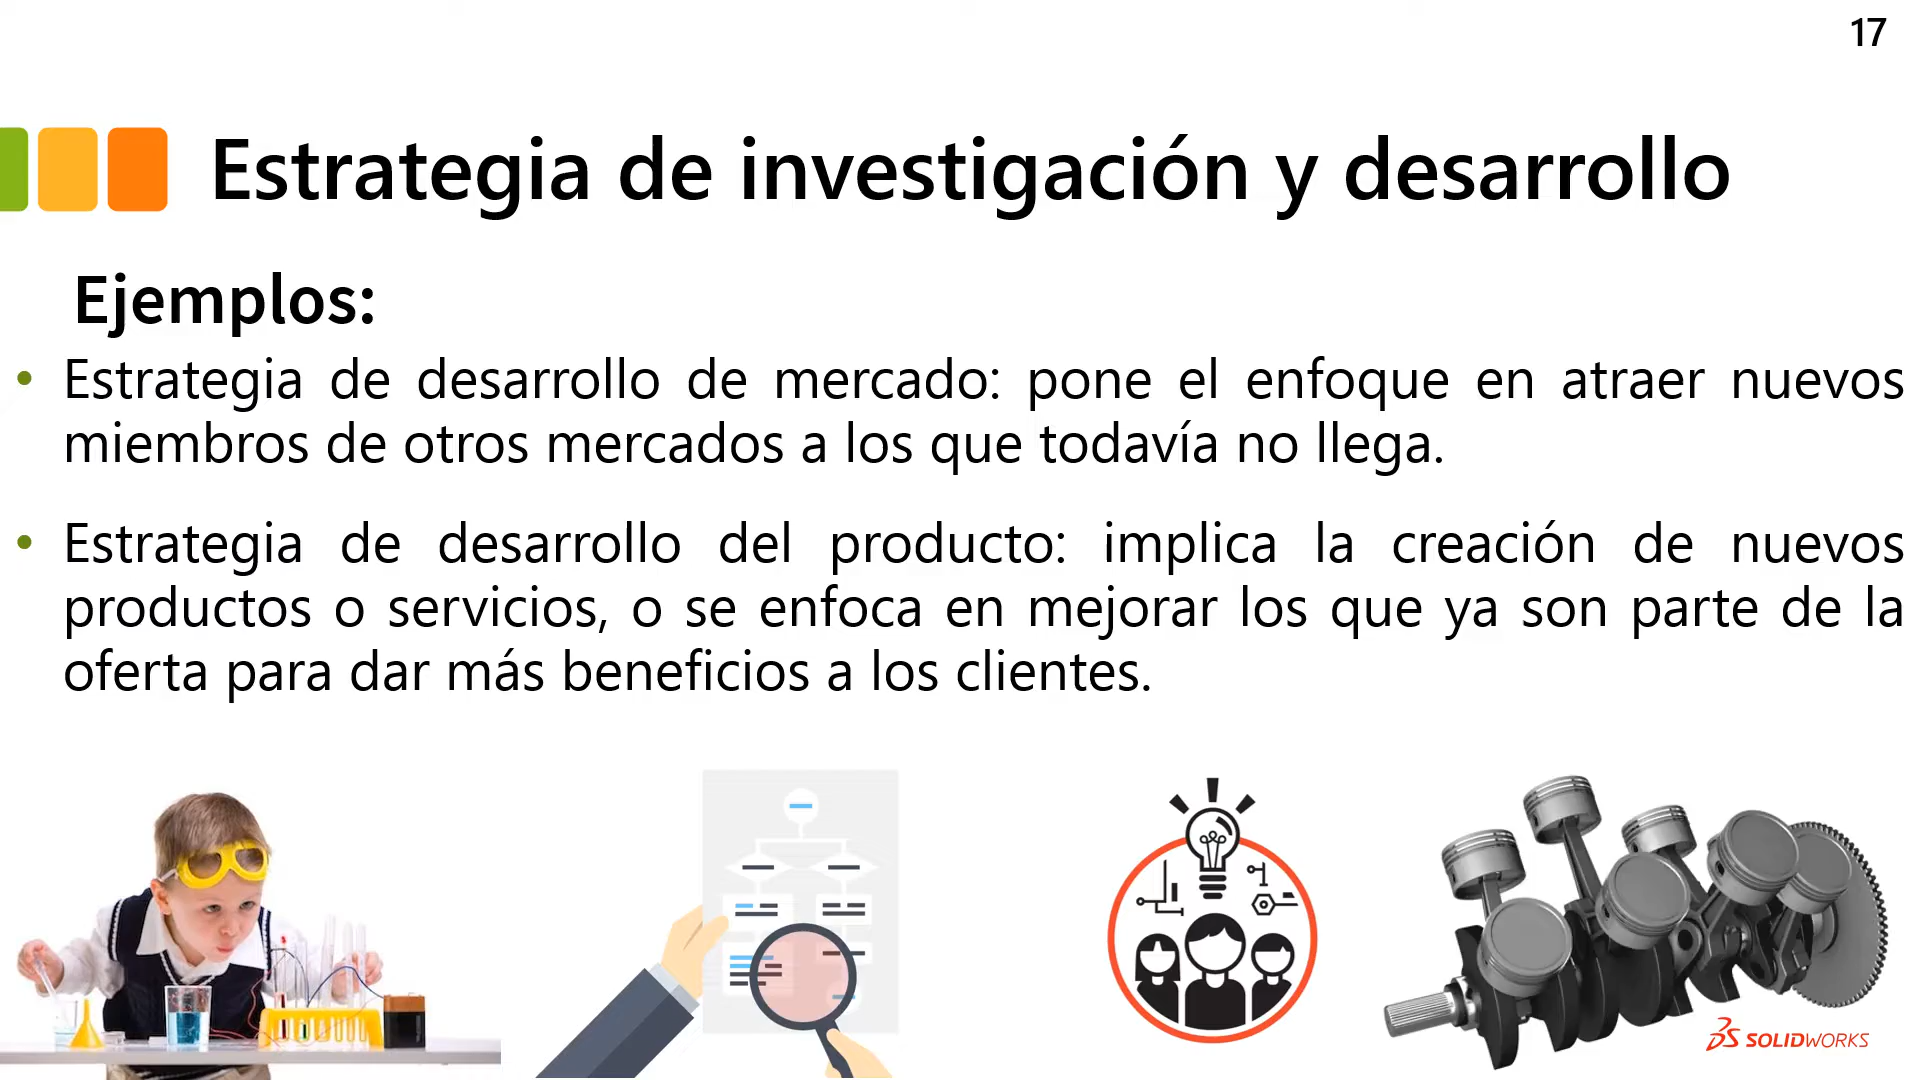 17
Estrategia de investigación y desarrollo
Ejemplos:
• Estrategia de desarrollo de mercado: pone el enfoque en atraer nuevos
miembros de otros mercados a los que todavía no llega.
• Estrategia de desarrollo del producto: implica la creación de nuevos
productos o servicios, o se enfoca en mejorar los que ya son parte de la
oferta para dar más beneficios a los clientes.
SOLIDWORKS